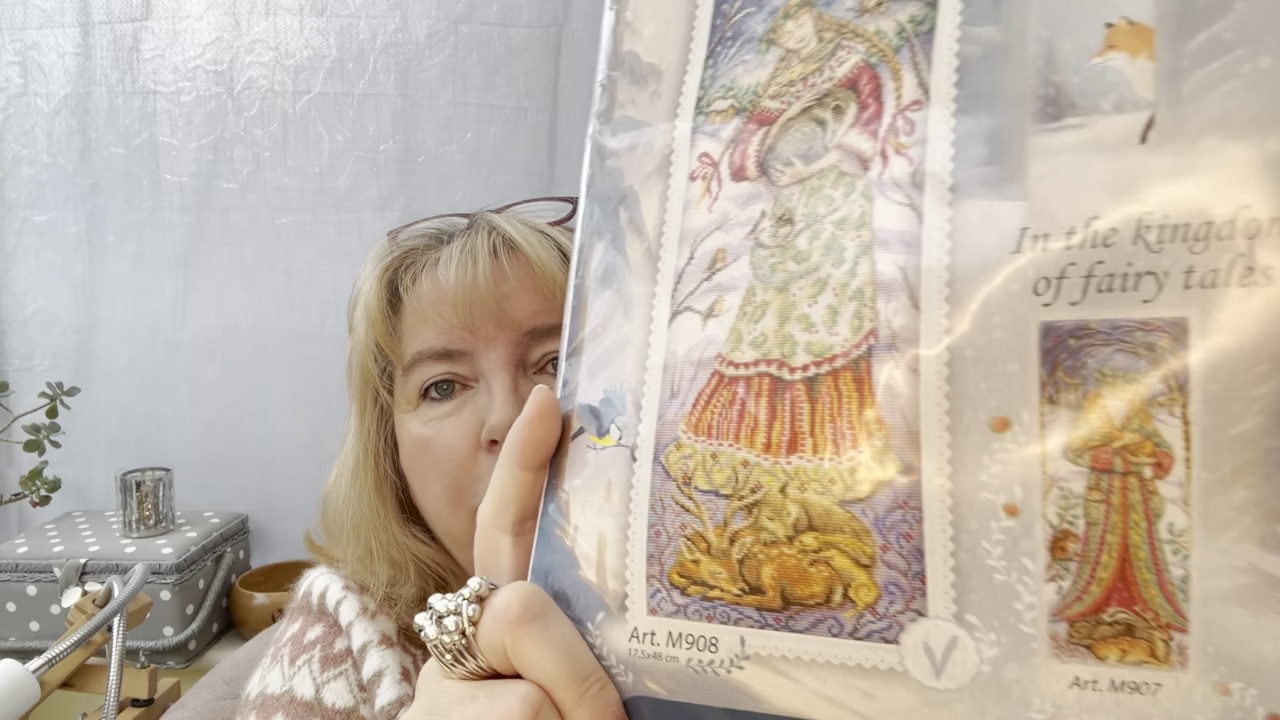 Art. M908
17,5x48 cm
V
In the kingdom
of fairy tales
Art. M907